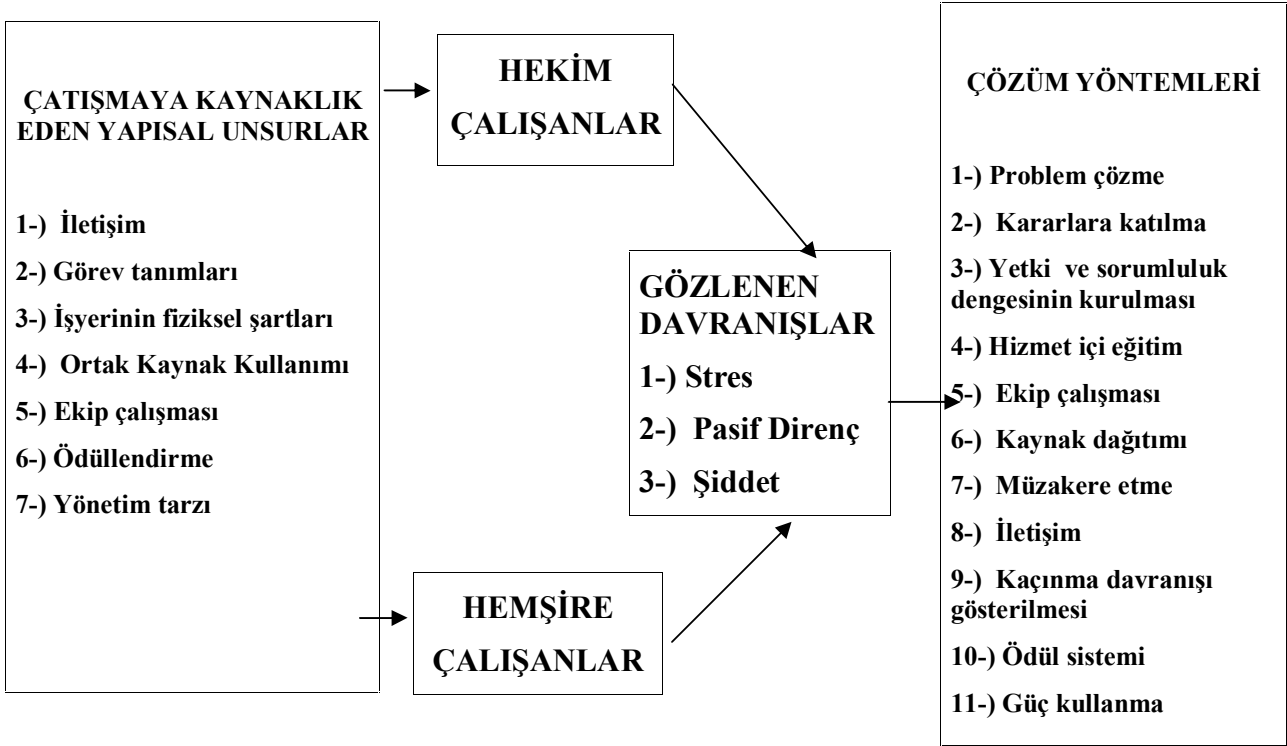 ÇATIŞMAYA KAYNAKLIK
EDEN YAPISAL UNSURLAR
1-) İletişim
2-) Görev tanımları
3-) İşyerinin fiziksel şartları
4-) Ortak Kaynak Kullanımı
5-) Ekip çalışması
6-) Ödüllendirme
7-) Yönetim tarzı
HEKİM
ÇALIŞANLAR
HEMŞİRE
ÇALIŞANLAR
GÖZLENEN
DAVRANIŞLAR
1-) Stres
2-) Pasif Direnç
3-) Şiddet
ÇÖZÜM YÖNTEMLERİ
1-) Problem çözme
2-) Kararlara katılma
3-) Yetki ve sorumluluk
dengesinin kurulması
4-) Hizmet içi eğitim
5-) Ekip çalışması
6-) Kaynak dağıtımı
7-) Müzakere etme
8-) İletişim
9-) Kaçınma davranışı
gösterilmesi
10-) Ödül sistemi
11-) Güç kullanma